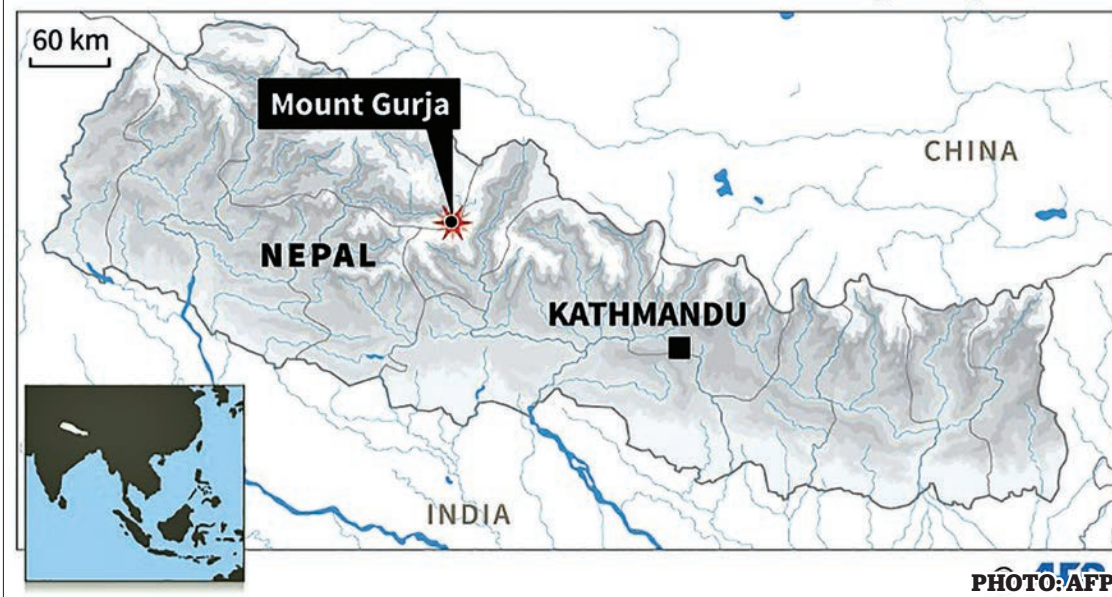 60 km
Mount Gurja
CHINA
NEPAL
KATHMANDU
INDIA
PHOTO: AFP